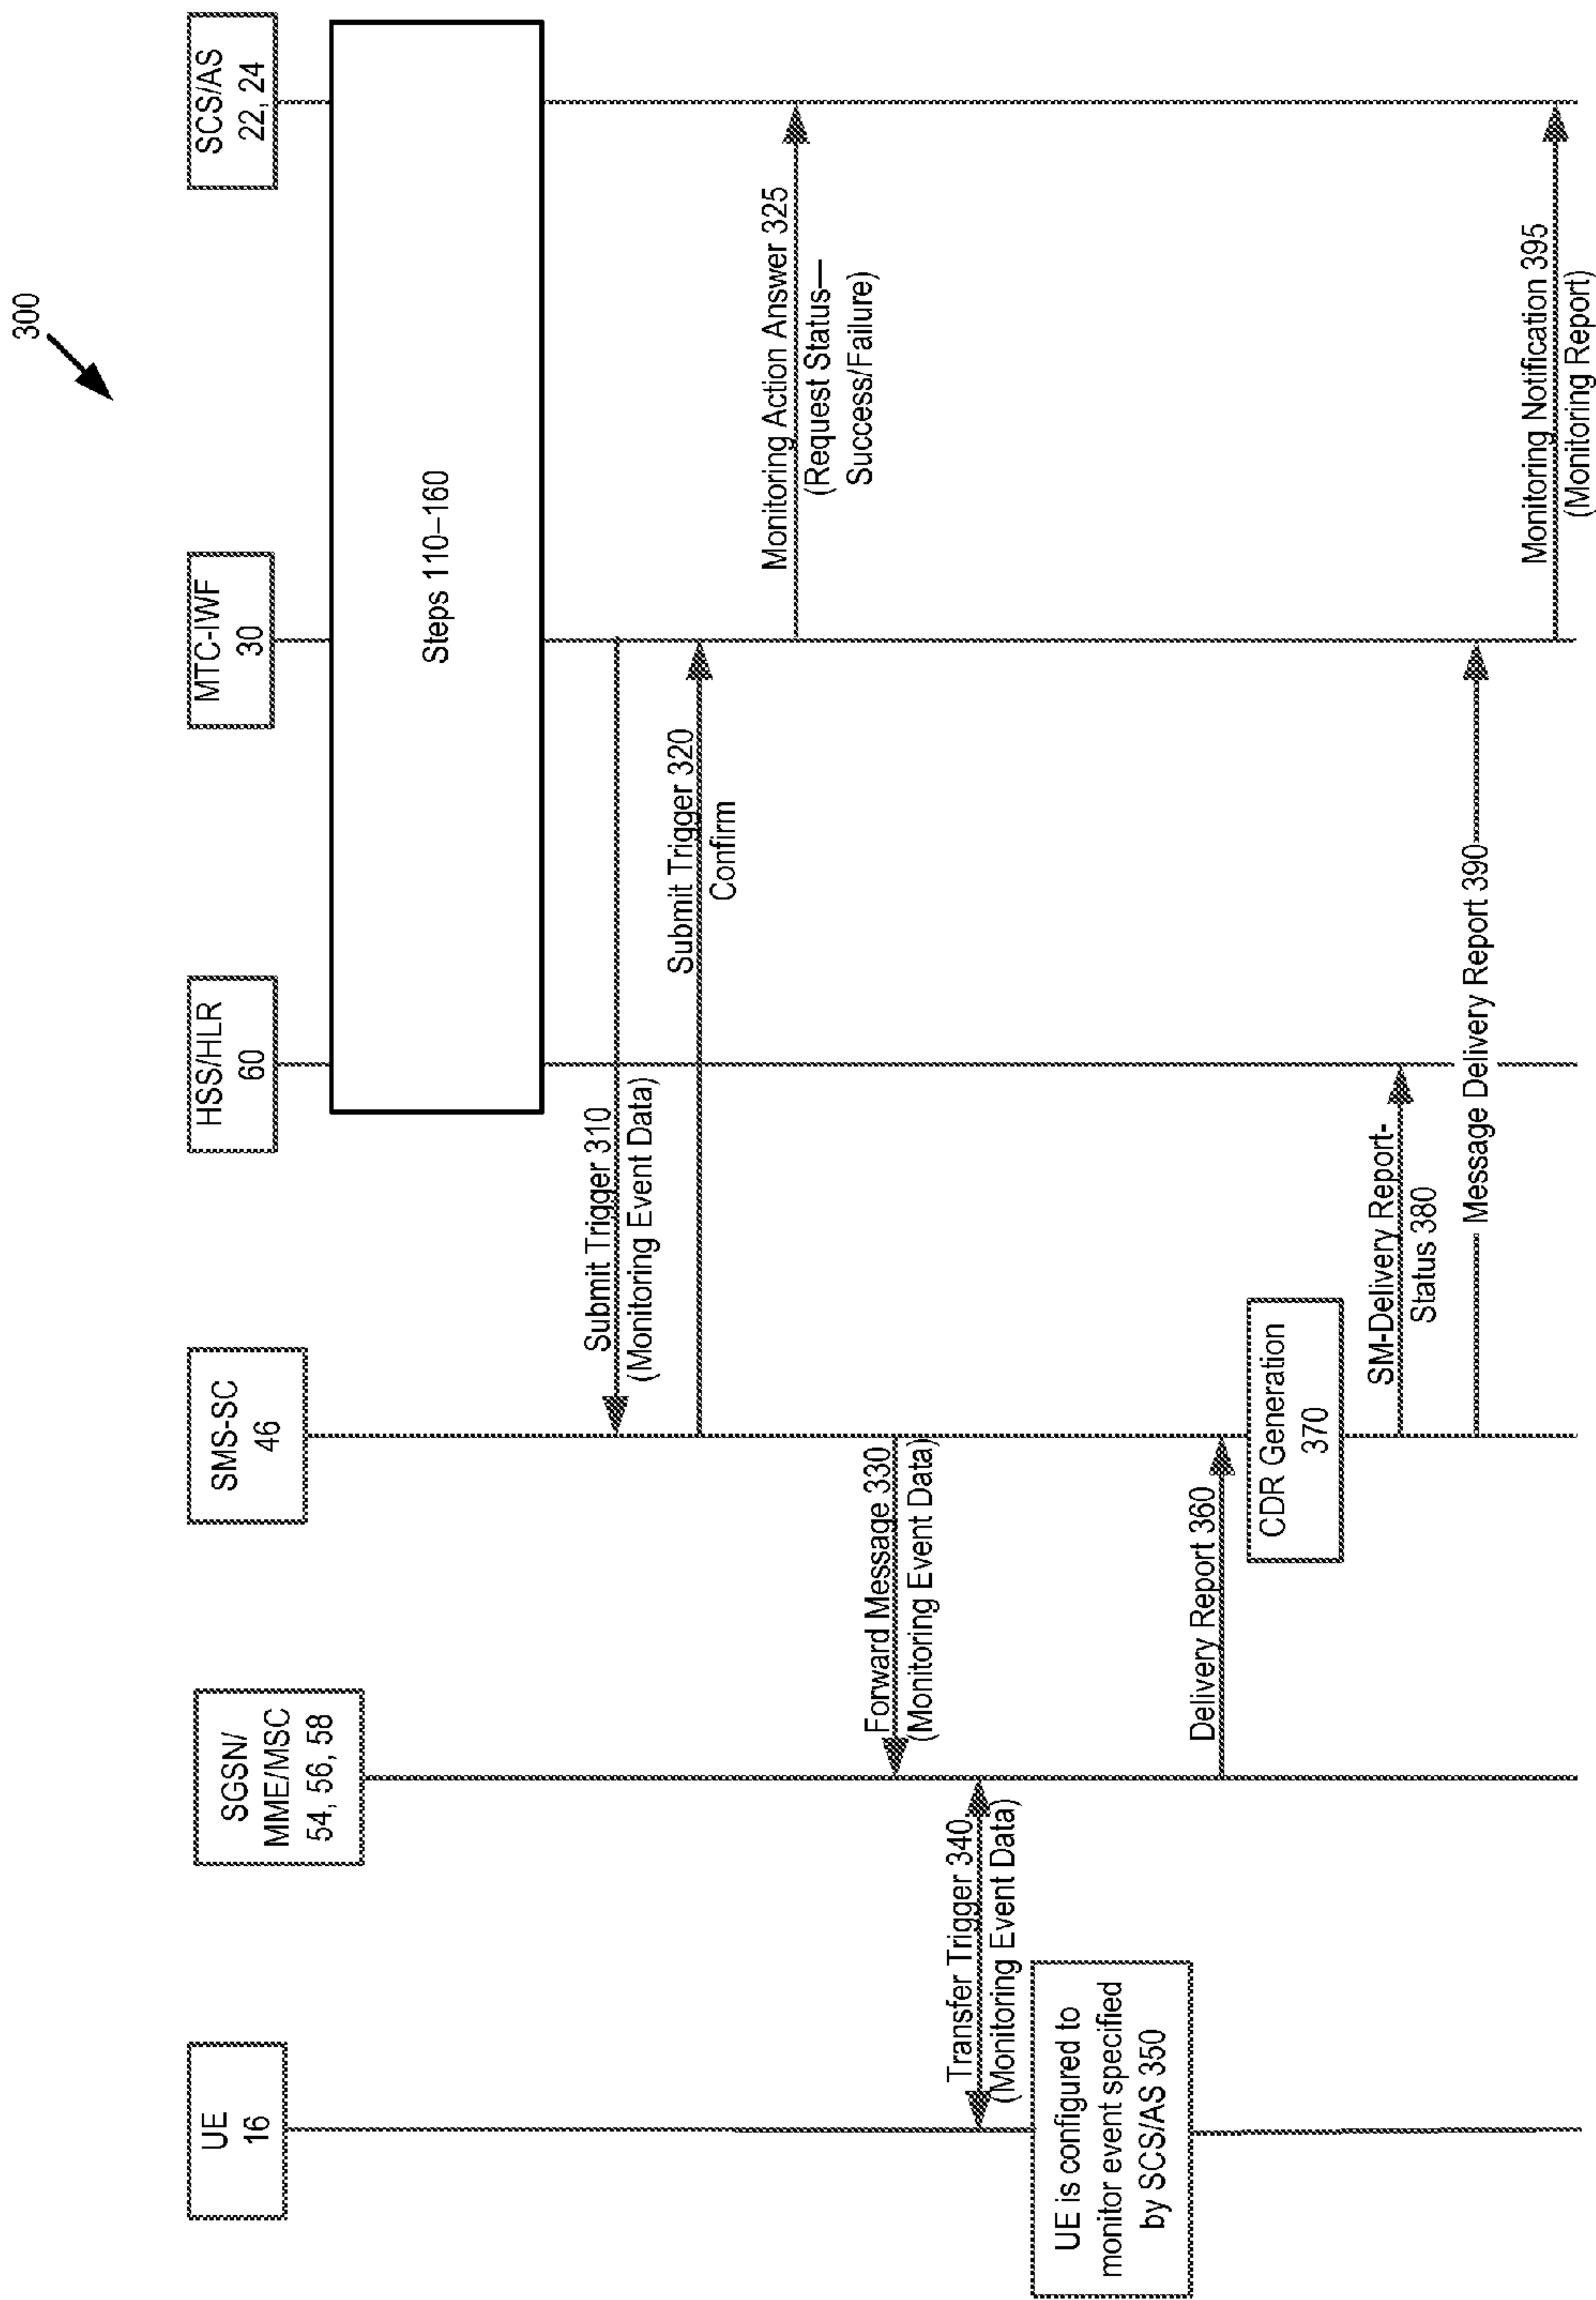 300
UE
16
SGSN/
MME/MSC
54, 56, 58
SMS-SC
46
HSS/HLR
60
MTC-IWF
30
SCS/AS
22, 24
Steps 110–160
Submit Trigger 310
(Monitoring Event Data)
Submit Trigger 320
Confirm
Monitoring Action Answer 325
(Request Status—
Success/Failure)
Forward Message 330
(Monitoring Event Data)
Transfer Trigger 340
(Monitoring Event Data)
UE is configured to
monitor event specified
by SCS/AS 350
Delivery Report 360
CDR Generation
370
SM-Delivery Report-
Status 380
Message Delivery Report 390
Monitoring Notification 395
(Monitoring Report)